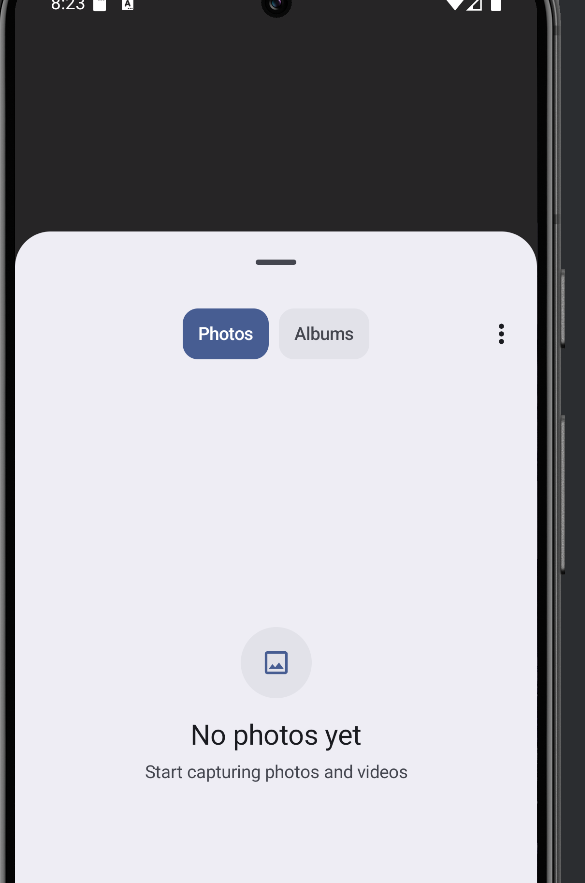 8:23
Photos
Albums
No photos yet
Start capturing photos and videos